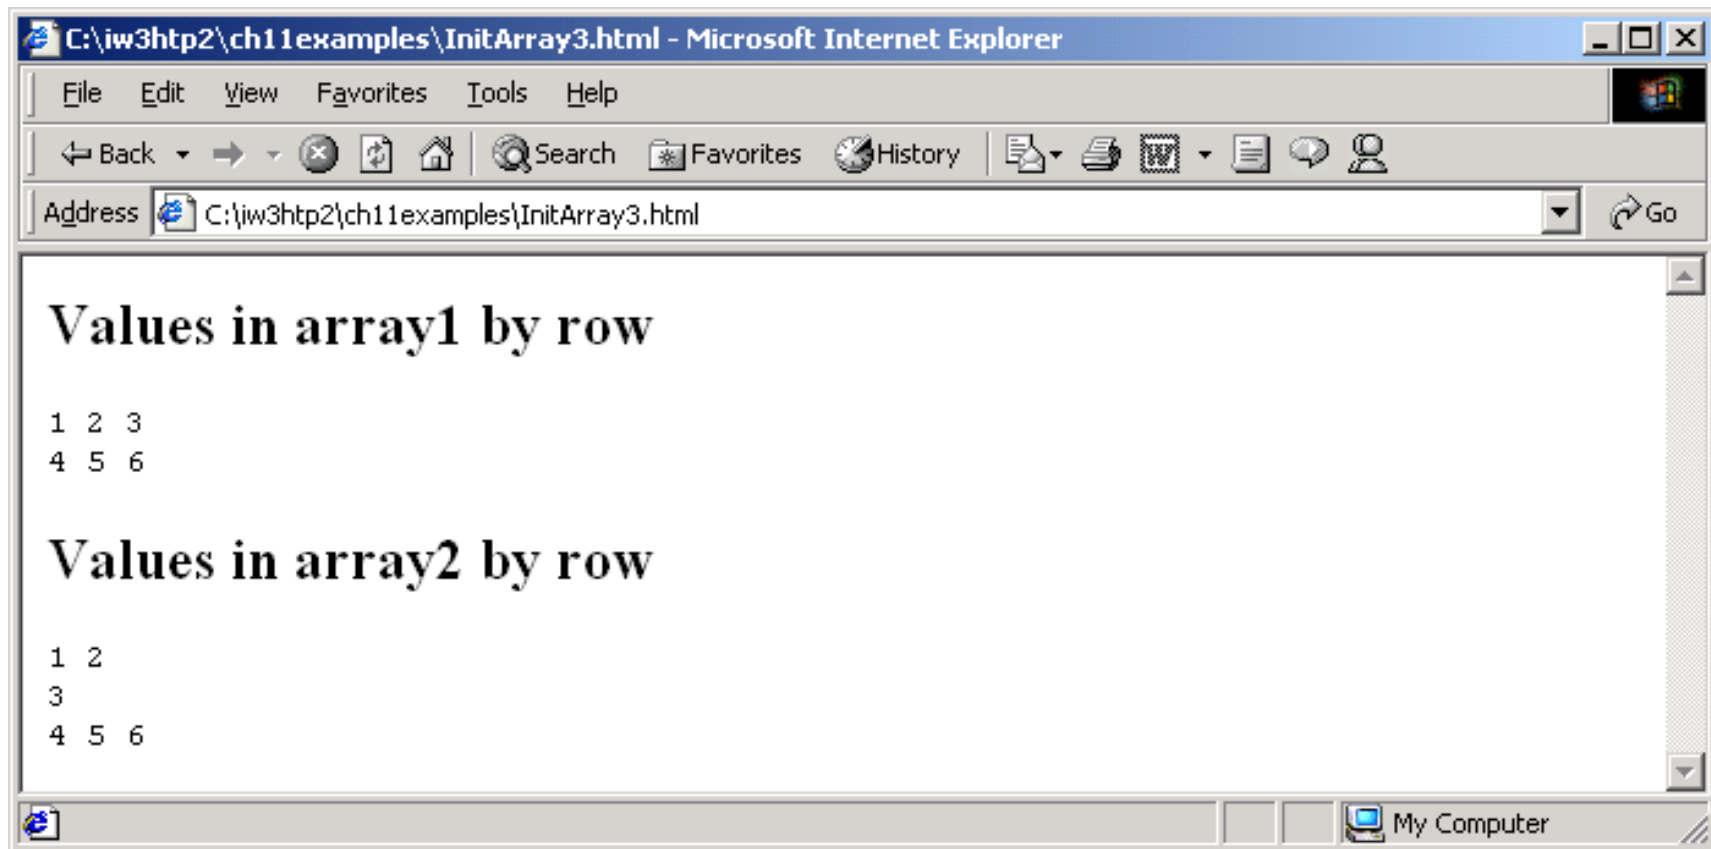 C:\iw3htp2\ch11examples\InitArray3.html - Microsoft Internet Explorer
File Edit View Favorites Tools Help
Back Search Favorites History
Address C:\iw3htp2\ch11examples\InitArray3.html Go
Values in array1 by row
1 2 3
4 5 6
Values in array2 by row
1 2
3
4 5 6
My Computer